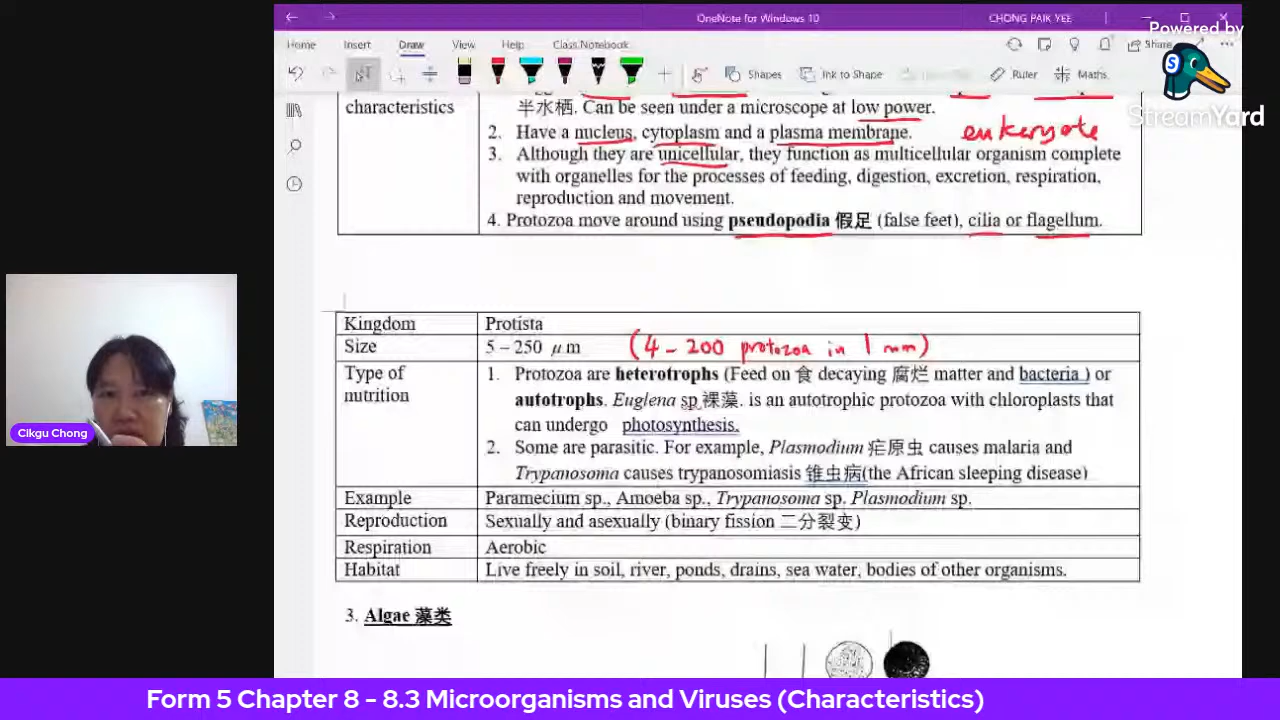 OneNote for Windows 10
CHONG PAIK YEE
Powered by
StreamYard
Home Insert Draw View Help Class Notebook
Share
Shapes Ink to Shape Ruler Maths
characteristics
半水栖. Can be seen under a microscope at low power.
2. Have a nucleus, cytoplasm and a plasma membrane. eukaryote
3. Although they are unicellular, they function as multicellular organism complete
with organelles for the processes of feeding, digestion, excretion, respiration,
reproduction and movement.
4. Protozoa move around using pseudopodia 假足 (false feet), cilia or flagellum.
Kingdom Protista
Size 5 – 250 μ m (4 - 200 protozoa in 1 mm)
Type of nutrition
1. Protozoa are heterotrophs (Feed on 食 decaying 腐烂 matter and bacteria ) or
autotrophs. Euglena sp 裸藻. is an autotrophic protozoa with chloroplasts that
can undergo photosynthesis.
2. Some are parasitic. For example, Plasmodium 疟原虫 causes malaria and
Trypanosoma causes trypanosomiasis 锥虫病(the African sleeping disease)
Example Paramecium sp., Amoeba sp., Trypanosoma sp. Plasmodium sp.
Reproduction Sexually and asexually (binary fission 二分裂变)
Respiration Aerobic
Habitat Live freely in soil, river, ponds, drains, sea water, bodies of other organisms.
3. Algae 藻类
Cikgu Chong
Form 5 Chapter 8 - 8.3 Microorganisms and Viruses (Characteristics)